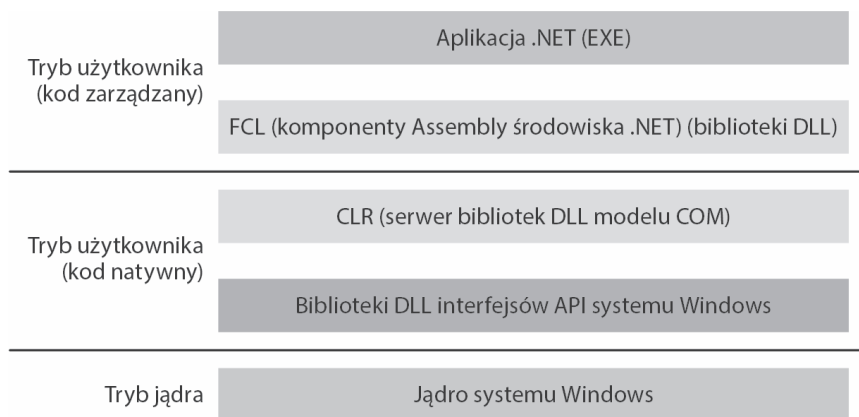 Aplikacja .NET (EXE)
Tryb użytkownika
(kod zarządzany)
FCL (komponenty Assembly środowiska .NET) (biblioteki DLL)
CLR (serwer bibliotek DLL modelu COM)
Tryb użytkownika
(kod natywny)
Biblioteki DLL interfejsów API systemu Windows
Tryb jądra
Jądro systemu Windows